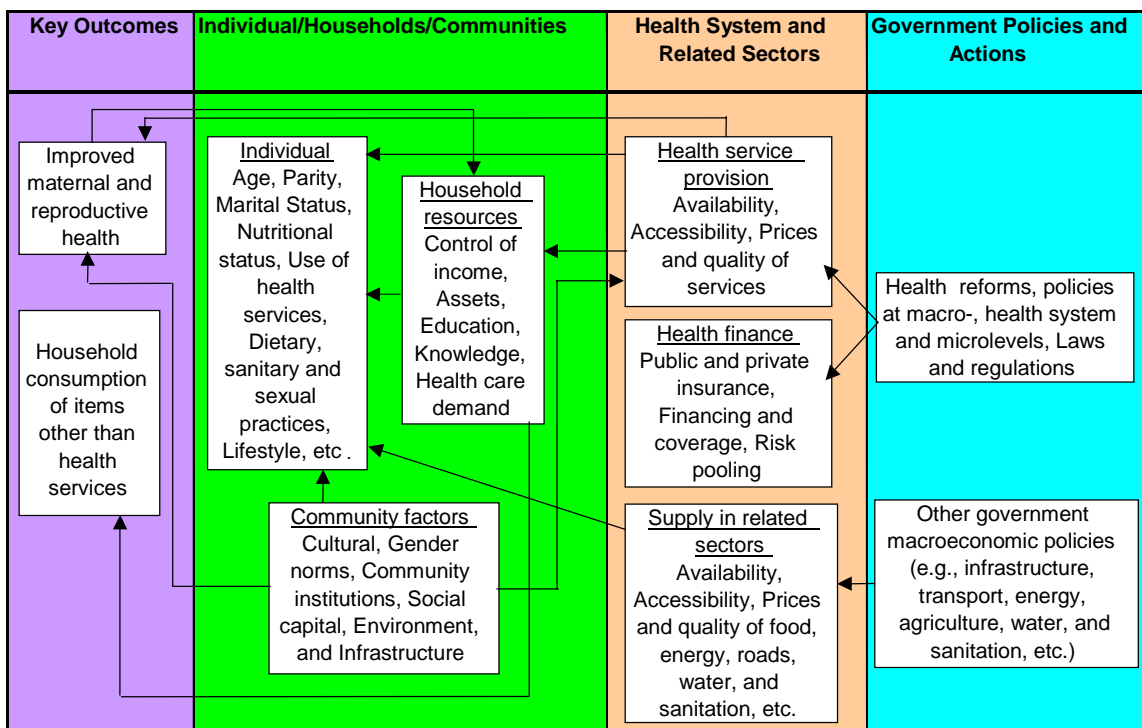 Key Outcomes
Individual/Households/Communities
Health System and
Related Sectors
Government Policies and
Actions
Improved
maternal and
reproductive
health
Household
consumption
of items
other than
health
services
Individual
Age, Parity,
Marital Status,
Nutritional
status, Use of
health
services,
Dietary,
sanitary and
sexual
practices,
Lifestyle, etc .
Household
resources
Control of
income,
Assets,
Education,
Knowledge,
Health care
demand
Community factors
Cultural, Gender
norms, Community
institutions, Social
capital, Environment,
and Infrastructure
Health service
provision
Availability,
Accessibility, Prices
and quality of
services
Health finance
Public and private
insurance,
Financing and
coverage, Risk
pooling
Supply in related
sectors
Availability,
Accessibility, Prices
and quality of food,
energy, roads,
water, and
sanitation, etc.
Health reforms, policies
at macro-, health system
and microlevels, Laws
and regulations
Other government
macroeconomic policies
(e.g., infrastructure,
transport, energy,
agriculture, water, and
sanitation, etc.)